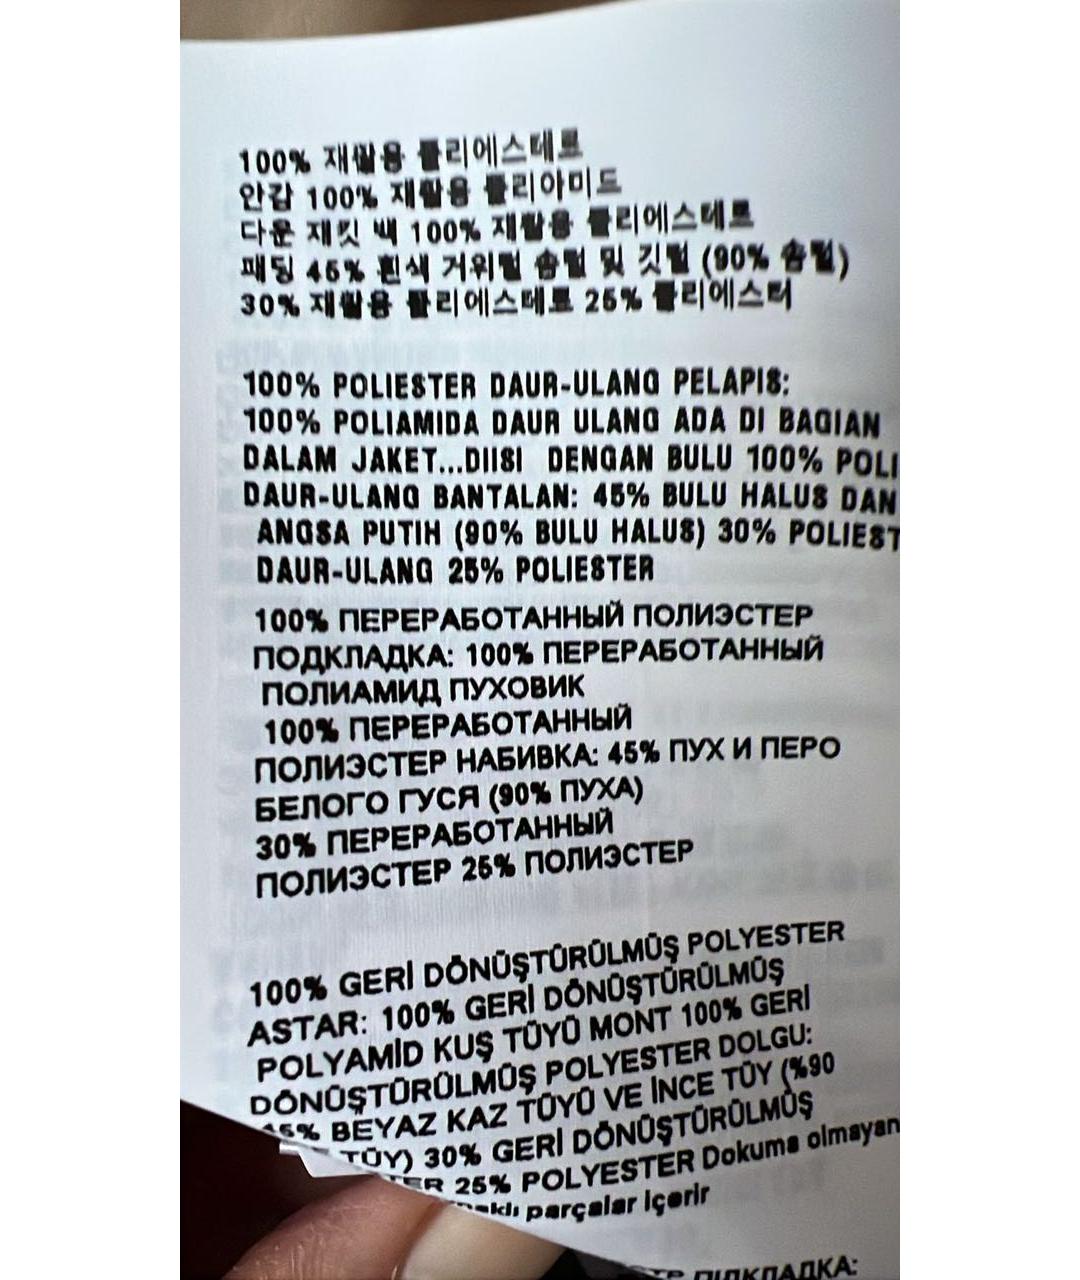 100% 재활용 폴리에스테르
안감 100% 재활용 폴리아미드
다운 재킷 백 100% 재활용 폴리에스테르
패딩 45% 흰색 거위털 솜털 및 깃털 (90% 솜털)
30% 재활용 폴리에스테르 25% 폴리에스터
100% POLIESTER DAUR-ULANG PELAPIS:
100% POLIAMIDA DAUR ULANG ADA DI BAGIAN
DALAM JAKET...DIISI DENGAN BULU 100% POLI
DAUR-ULANG BANTALAN: 45% BULU HALUS DAN
ANGSA PUTIH (90% BULU HALUS) 30% POLIEST
DAUR-ULANG 25% POLIESTER
100% ПЕРЕРАБОТАННЫЙ ПОЛИЭСТЕР
ПОДКЛАДКА: 100% ПЕРЕРАБОТАННЫЙ
ПОЛИАМИД ПУХОВИК
100% ПЕРЕРАБОТАННЫЙ
ПОЛИЭСТЕР НАБИВКА: 45% ПУХ И ПЕРО
БЕЛОГО ГУСЯ (90% ПУХА)
30% ПЕРЕРАБОТАННЫЙ
ПОЛИЭСТЕР 25% ПОЛИЭСТЕР
100% GERİ DÖNÜŞTÜRÜLMÜŞ POLYESTER
ASTAR: 100% GERİ DÖNÜŞTÜRÜLMÜŞ
POLYAMİD KUŞ TÜYÜ MONT 100% GERİ
DÖNÜŞTÜRÜLMÜŞ POLYESTER DOLGU:
45% BEYAZ KAZ TÜYÜ VE İNCE TÜY (%90
TÜY) 30% GERİ DÖNÜŞTÜRÜLMÜŞ
TER 25% POLYESTER Dokuma olmayan
parçalar içerir
ПІДКЛАДКА: